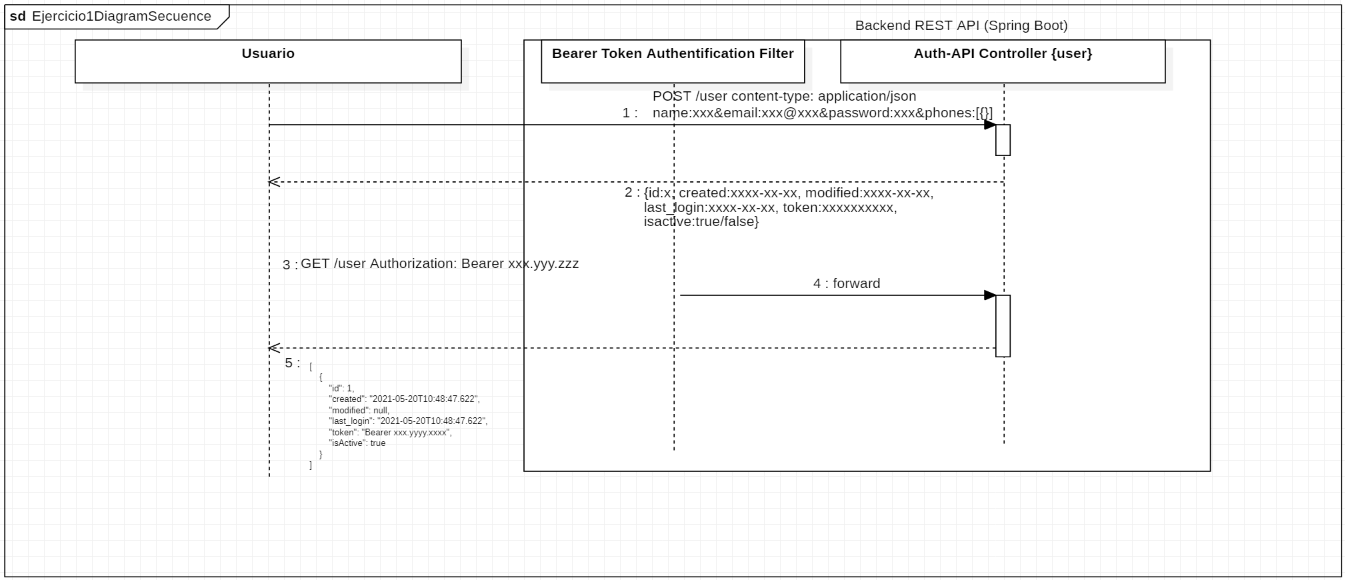 sd Ejercicio1DiagramSecuence
Backend REST API (Spring Boot)
Usuario
Bearer Token Authentification Filter
Auth-API Controller {user}
POST /user content-type: application/json
1 : name:xxx&email:xxx@xxx&password:xxx&phones:[{}]
2 : {id:x, created:xxxx-xx-xx, modified:xxxx-xx-xx,
last_login:xxxx-xx-xx, token:xxxxxxxxxx,
isactive:true/false}
3 : GET /user Authorization: Bearer xxx.yyy.zzz
4 : forward
5 : [
{
"id": 1,
"created": "2021-05-20T10:48:47.622",
"modified": null,
"last_login": "2021-05-20T10:48:47.622",
"token": "Bearer xxx.yyyy.xxxx",
"isActive": true
}
]